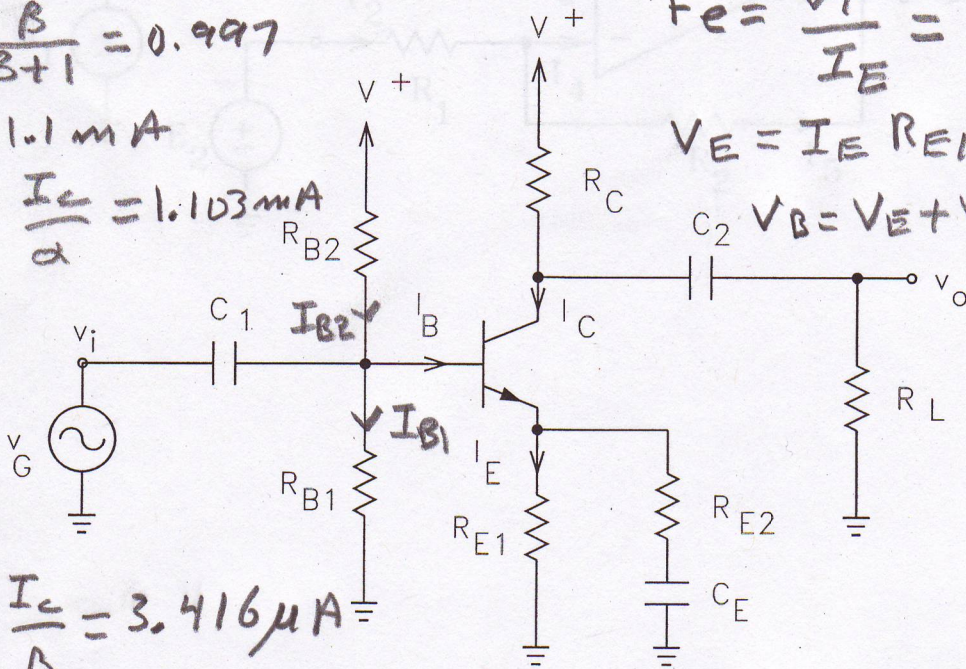 β/β+1 = 0.997
1.1 mA
Ic/α = 1.103 mA
re = VT/IE =
VE = IE RE1
VB = VE + V
V +
V +
RC
RB2
C2
C1
IB2
IB
IC
vo
vi
IB1
RL
vG
IE
RB1
RE1
RE2
CE
Ic/β = 3.416 μA